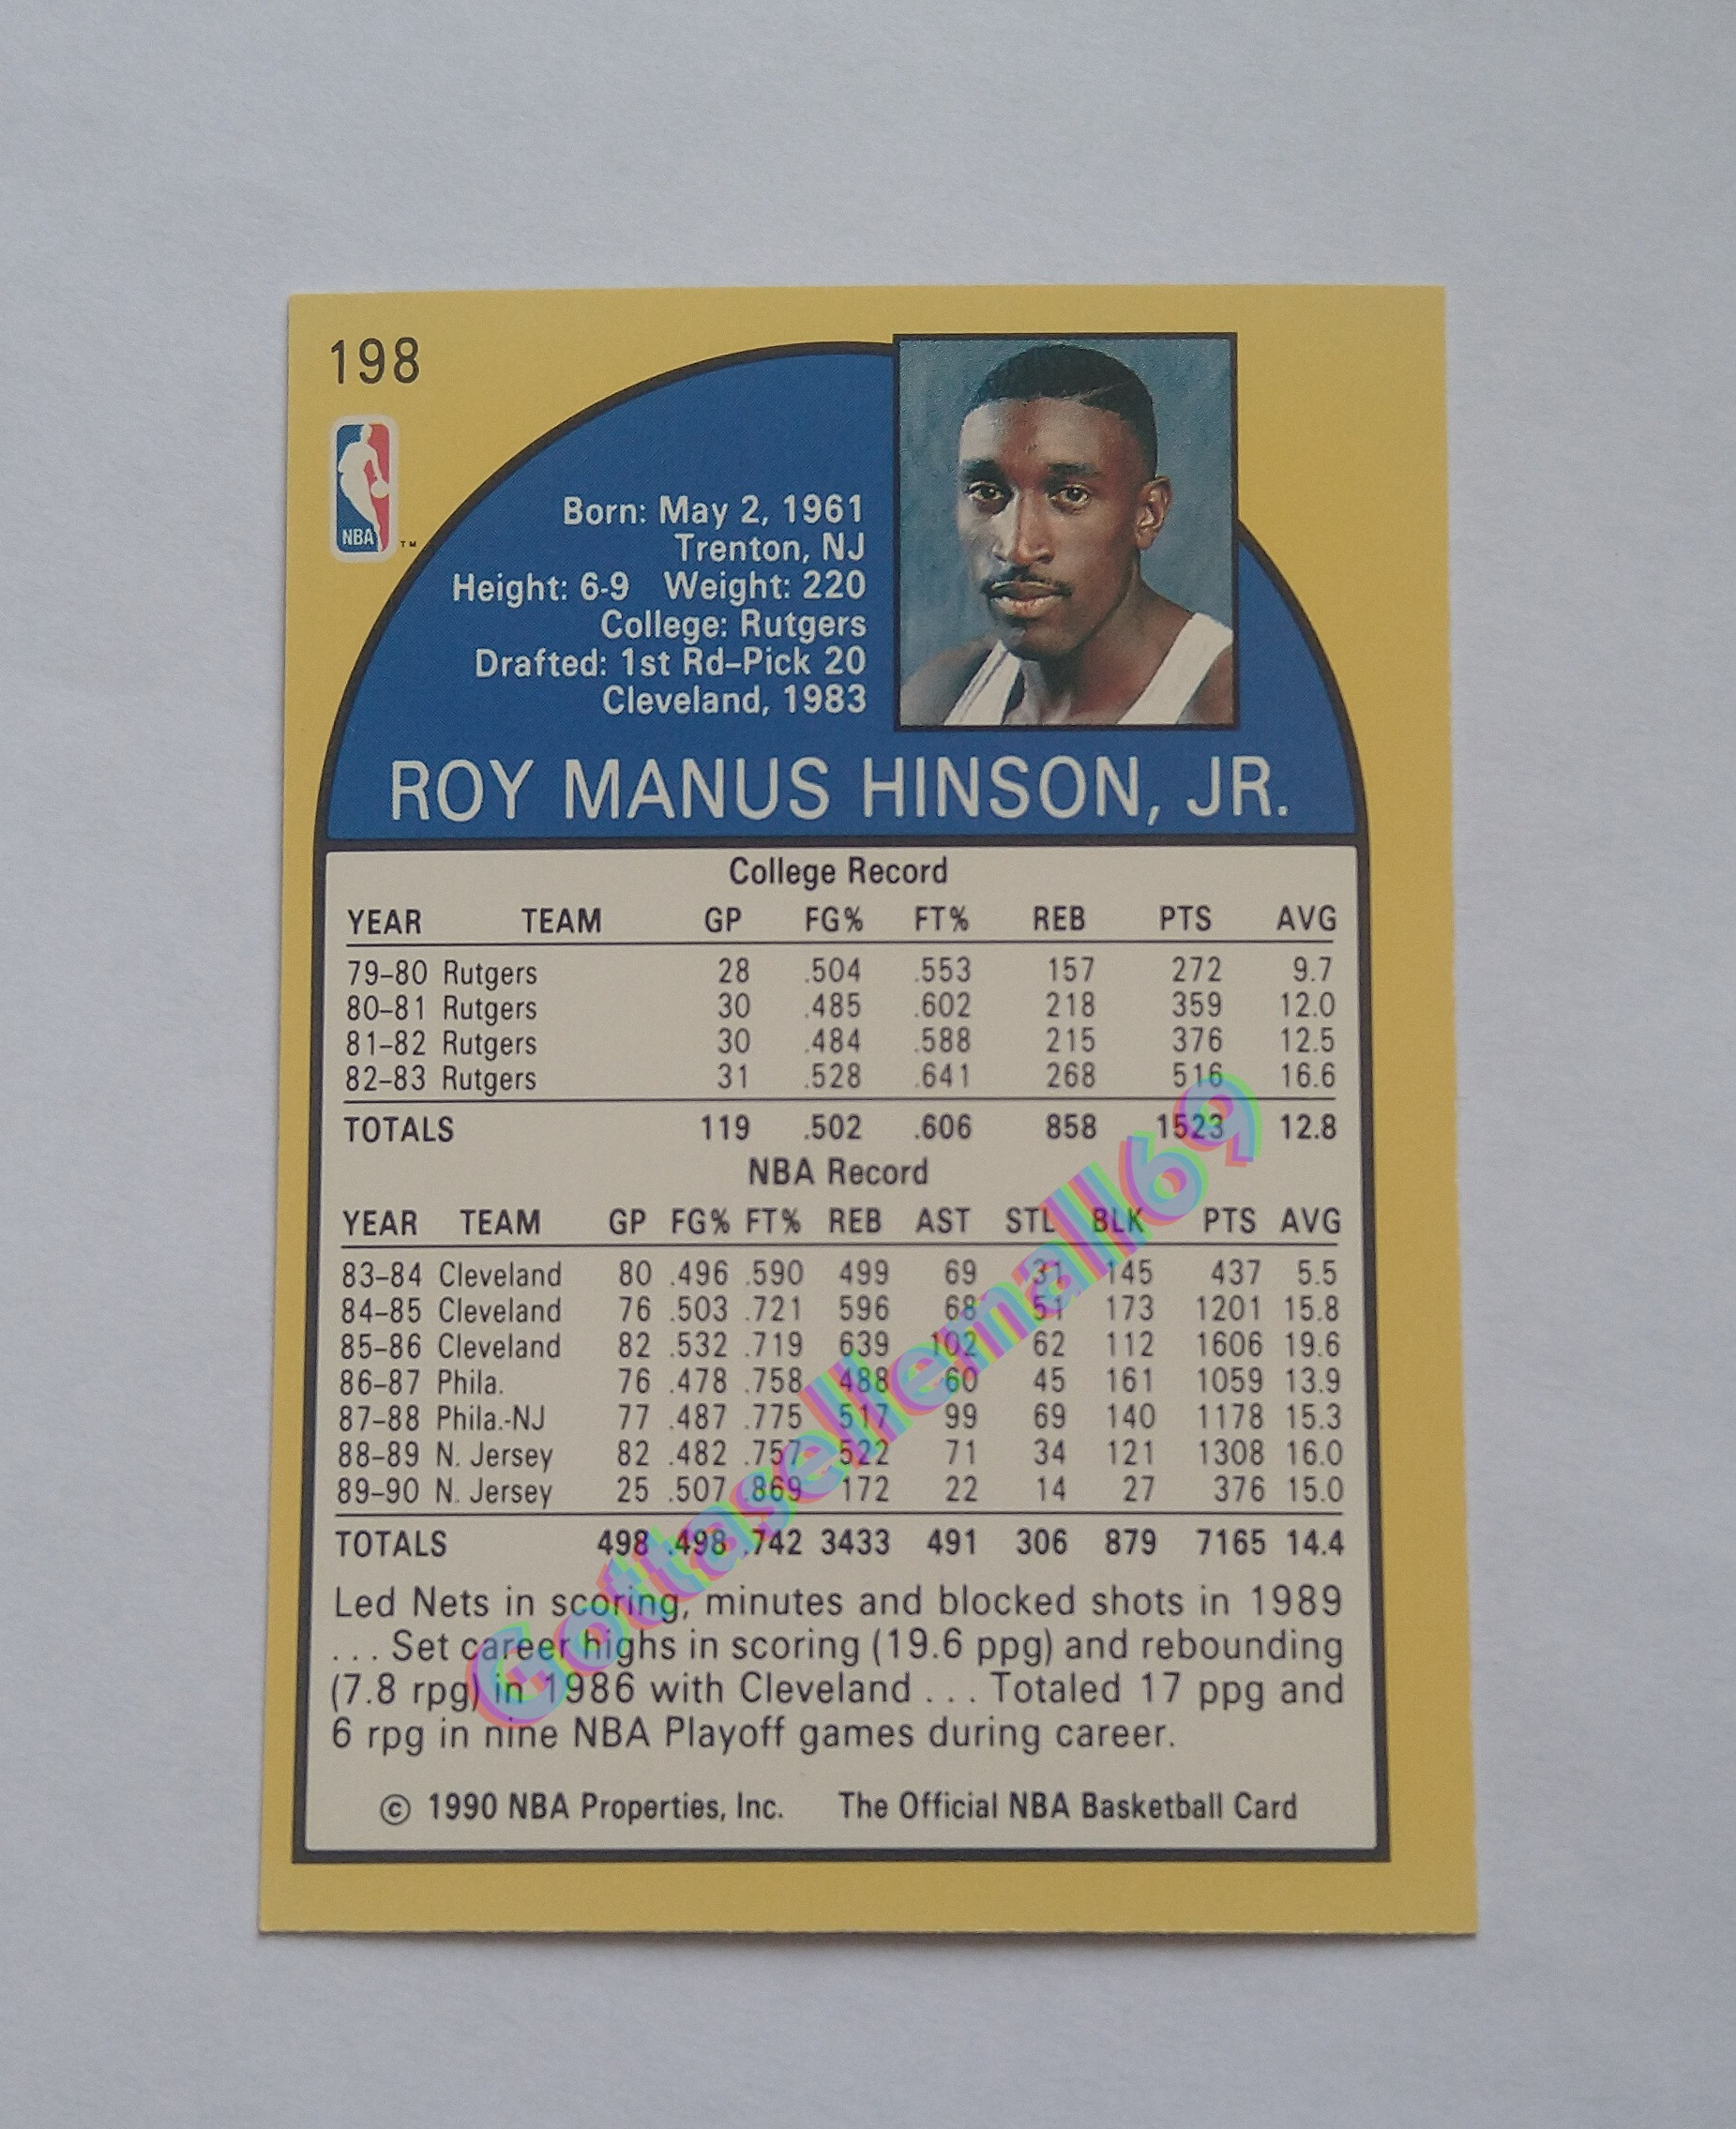 198
NBA
TM
Born: May 2, 1961
Trenton, NJ
Height: 6-9 Weight: 220
College: Rutgers
Drafted: 1st Rd–Pick 20
Cleveland, 1983
ROY MANUS HINSON, JR.
College Record
YEAR TEAM GP FG% FT% REB PTS AVG
79–80 Rutgers 28 .504 .553 157 272 9.7
80–81 Rutgers 30 .485 .602 218 359 12.0
81–82 Rutgers 30 .484 .588 215 376 12.5
82–83 Rutgers 31 .528 .641 268 516 16.6
TOTALS 119 .502 .606 858 1523 12.8
NBA Record
YEAR TEAM GP FG% FT% REB AST STL BLK PTS AVG
83–84 Cleveland 80 .496 .590 499 69 31 145 437 5.5
84–85 Cleveland 76 .503 .721 596 68 51 173 1201 15.8
85–86 Cleveland 82 .532 .719 639 102 62 112 1606 19.6
86–87 Phila. 76 .478 .758 488 60 45 161 1059 13.9
87–88 Phila.-NJ 77 .487 .775 517 99 69 140 1178 15.3
88–89 N. Jersey 82 .482 .757 522 71 34 121 1308 16.0
89–90 N. Jersey 25 .507 .869 172 22 14 27 376 15.0
TOTALS 498 .498 .742 3433 491 306 879 7165 14.4
Led Nets in scoring, minutes and blocked shots in 1989
. . . Set career highs in scoring (19.6 ppg) and rebounding
(7.8 rpg) in 1986 with Cleveland . . . Totaled 17 ppg and
6 rpg in nine NBA Playoff games during career.
© 1990 NBA Properties, Inc. The Official NBA Basketball Card
Gottasellemall69